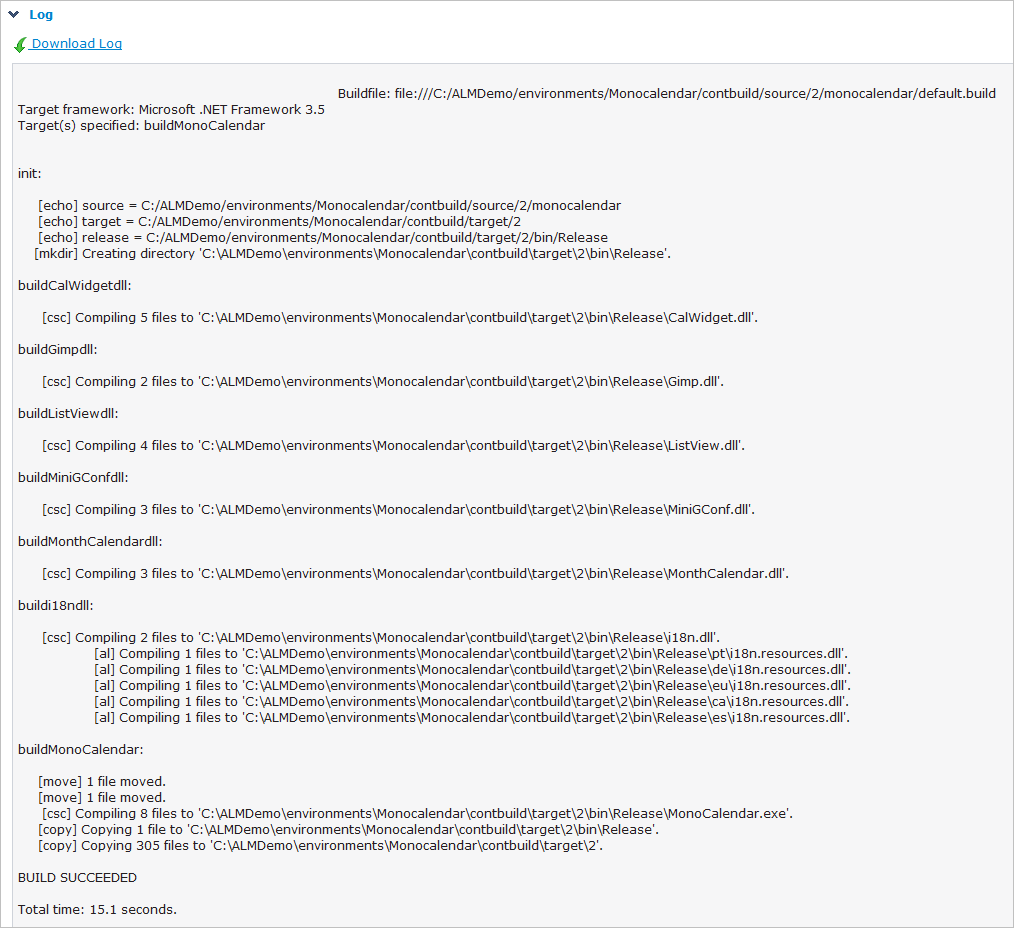 Log
Download Log
Buildfile: file:///C:/ALMDemo/environments/Monocalendar/contbuild/source/2/monocalendar/default.build
Target framework: Microsoft .NET Framework 3.5
Target(s) specified: buildMonoCalendar
init:
[echo] source = C:/ALMDemo/environments/Monocalendar/contbuild/source/2/monocalendar
[echo] target = C:/ALMDemo/environments/Monocalendar/contbuild/target/2
[echo] release = C:/ALMDemo/environments/Monocalendar/contbuild/target/2/bin/Release
[mkdir] Creating directory 'C:\ALMDemo\environments\Monocalendar\contbuild\target\2\bin\Release'.
buildCalWidgetdll:
[csc] Compiling 5 files to 'C:\ALMDemo\environments\Monocalendar\contbuild\target\2\bin\Release\CalWidget.dll'.
buildGimpdll:
[csc] Compiling 2 files to 'C:\ALMDemo\environments\Monocalendar\contbuild\target\2\bin\Release\Gimp.dll'.
buildListViewdll:
[csc] Compiling 4 files to 'C:\ALMDemo\environments\Monocalendar\contbuild\target\2\bin\Release\ListView.dll'.
buildMiniGConfdll:
[csc] Compiling 3 files to 'C:\ALMDemo\environments\Monocalendar\contbuild\target\2\bin\Release\MiniGConf.dll'.
buildMonthCalendardll:
[csc] Compiling 3 files to 'C:\ALMDemo\environments\Monocalendar\contbuild\target\2\bin\Release\MonthCalendar.dll'.
buildi18ndll:
[csc] Compiling 2 files to 'C:\ALMDemo\environments\Monocalendar\contbuild\target\2\bin\Release\i18n.dll'.
[al] Compiling 1 files to 'C:\ALMDemo\environments\Monocalendar\contbuild\target\2\bin\Release\pt\i18n.resources.dll'.
[al] Compiling 1 files to 'C:\ALMDemo\environments\Monocalendar\contbuild\target\2\bin\Release\de\i18n.resources.dll'.
[al] Compiling 1 files to 'C:\ALMDemo\environments\Monocalendar\contbuild\target\2\bin\Release\eu\i18n.resources.dll'.
[al] Compiling 1 files to 'C:\ALMDemo\environments\Monocalendar\contbuild\target\2\bin\Release\ca\i18n.resources.dll'.
[al] Compiling 1 files to 'C:\ALMDemo\environments\Monocalendar\contbuild\target\2\bin\Release\es\i18n.resources.dll'.
buildMonoCalendar:
[move] 1 file moved.
[move] 1 file moved.
[csc] Compiling 8 files to 'C:\ALMDemo\environments\Monocalendar\contbuild\target\2\bin\Release\MonoCalendar.exe'.
[copy] Copying 1 file to 'C:\ALMDemo\environments\Monocalendar\contbuild\target\2\bin\Release'.
[copy] Copying 305 files to 'C:\ALMDemo\environments\Monocalendar\contbuild\target\2'.
BUILD SUCCEEDED
Total time: 15.1 seconds.